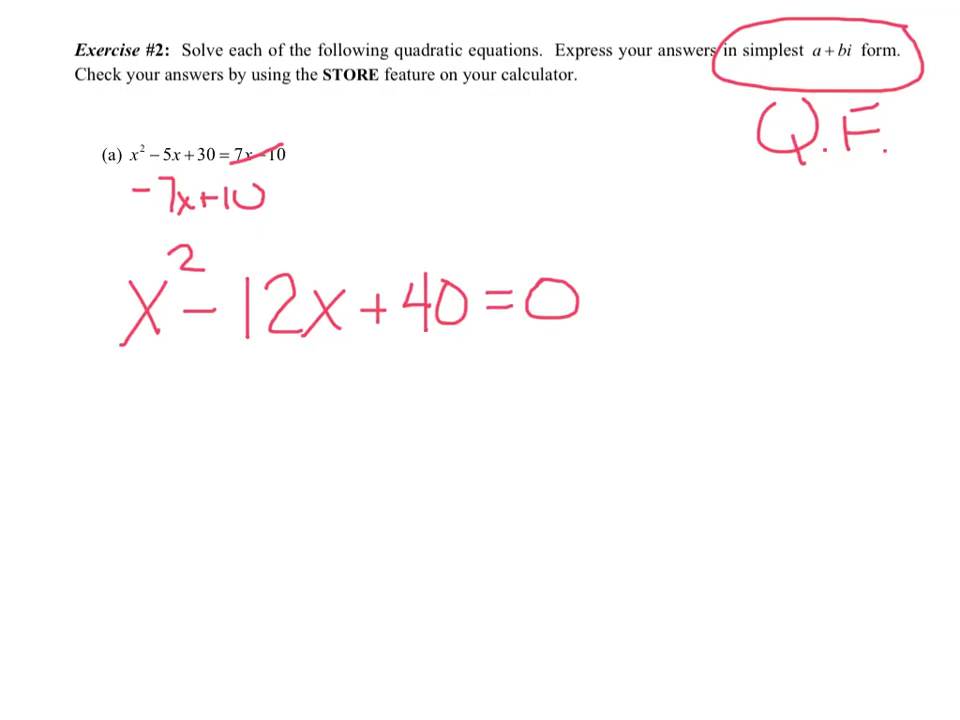 Exercise #2: Solve each of the following quadratic equations. Express your answers in simplest a + bi form.
Check your answers by using the STORE feature on your calculator.
Q.F.
(a) x² – 5x + 30 = 7x – 10
- 7x + 10
x² - 12x + 40 = 0